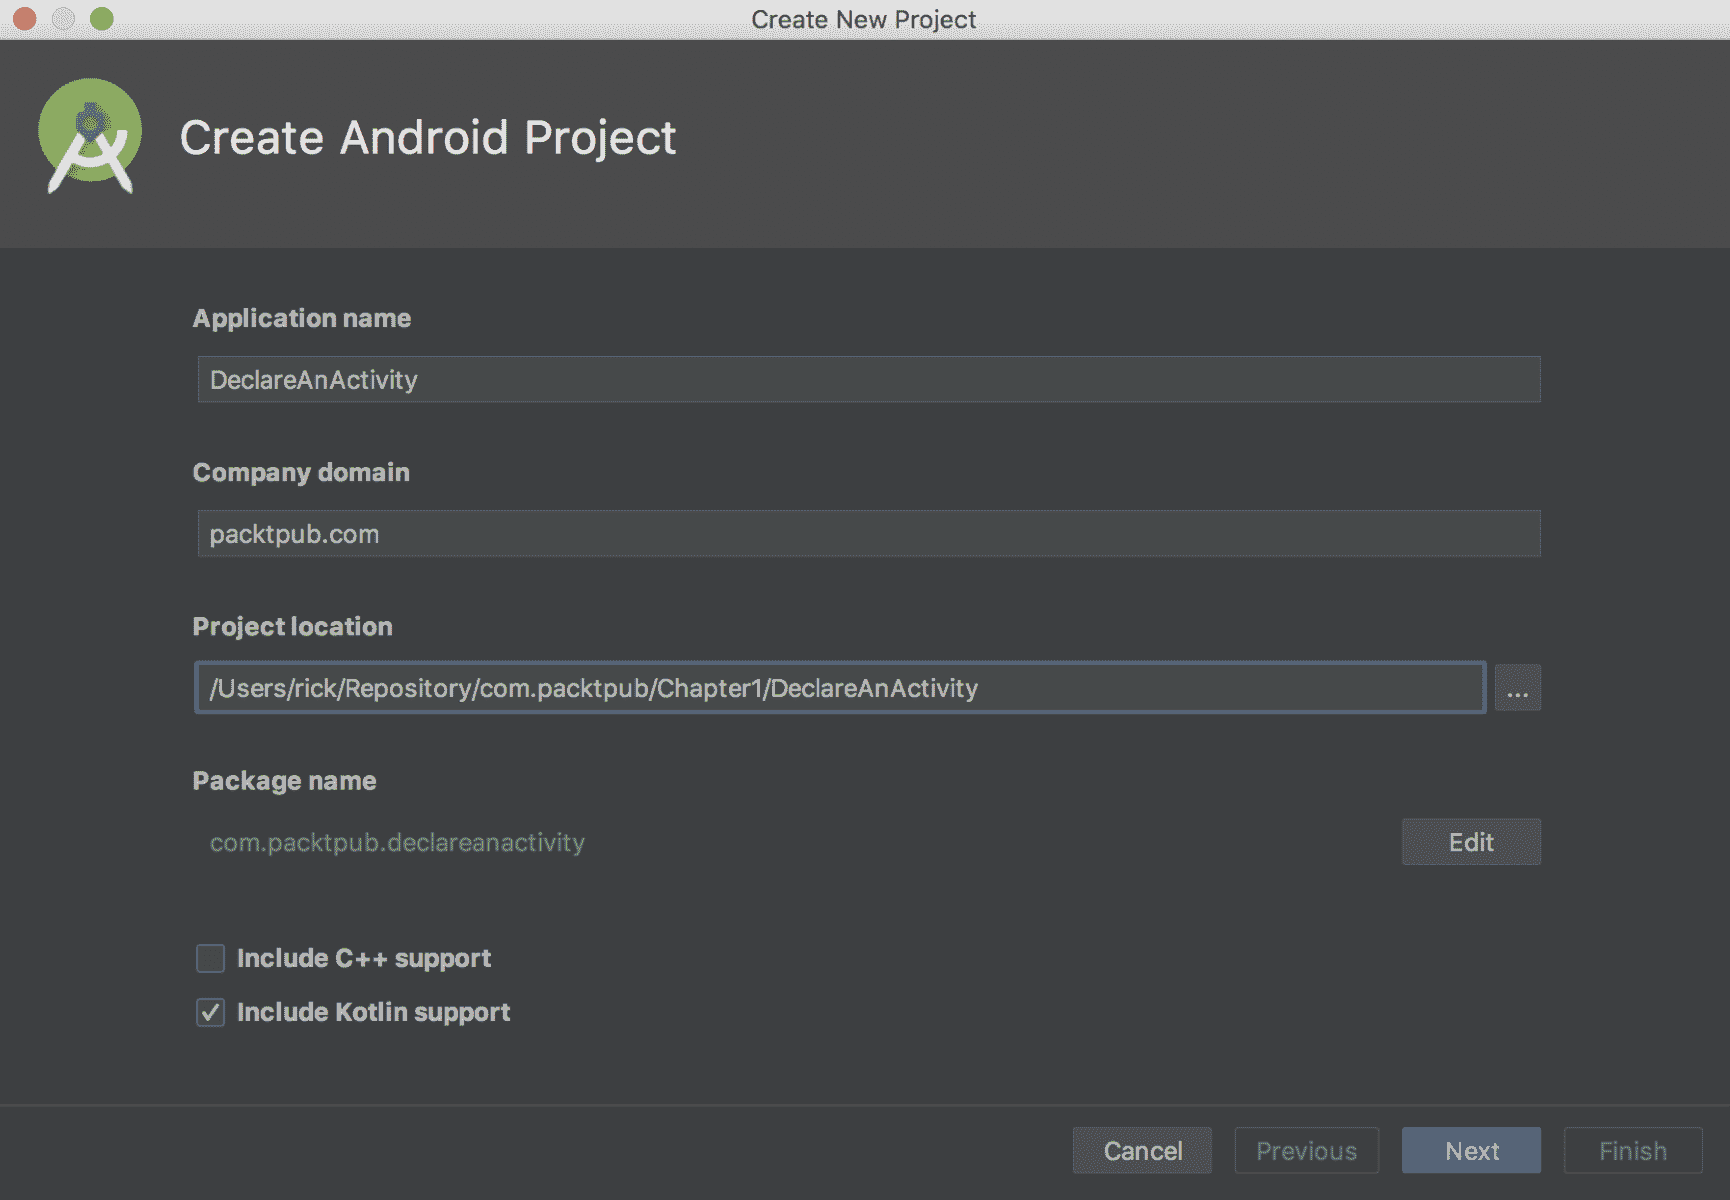 Create New Project
Create Android Project
Application name
DeclareAnActivity
Company domain
packtpub.com
Project location
/Users/rick/Repository/com.packtpub/Chapter1/DeclareAnActivity
...
Package name
com.packtpub.declareanactivity
Edit
Include C++ support
Include Kotlin support
Cancel Previous Next Finish